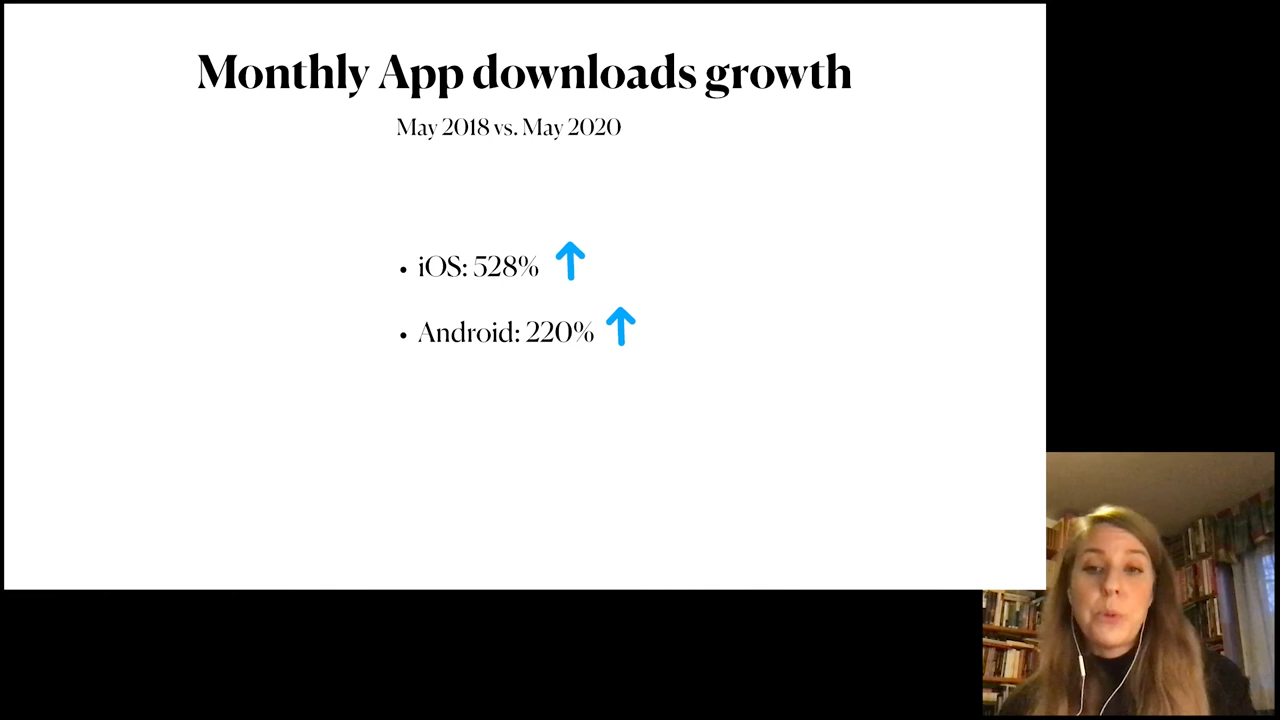 Monthly App downloads growth
May 2018 vs. May 2020
• iOS: 528%
• Android: 220%